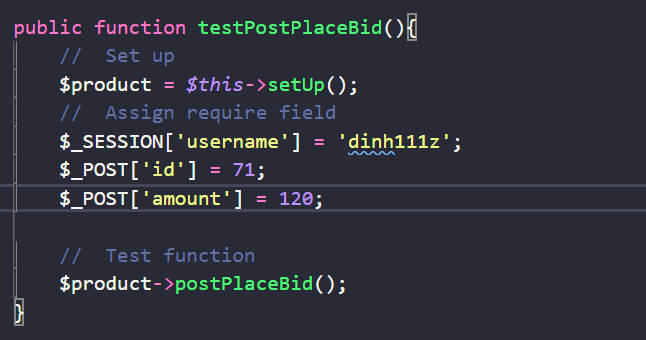 public function testPostPlaceBid(){
//  Set up
$product = $this->setUp();
//  Assign require field
$_SESSION['username'] = 'dinh111z';
$_POST['id'] = 71;
$_POST['amount'] = 120;
//  Test function
$product->postPlaceBid();
}